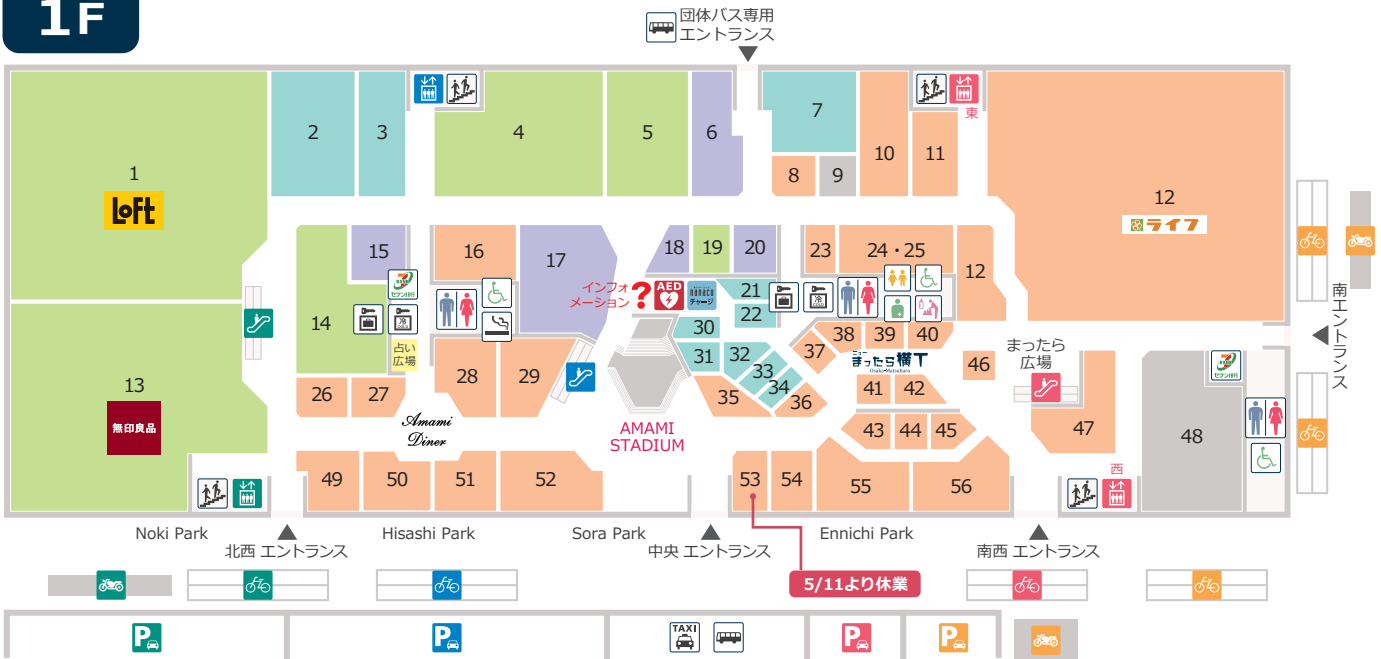 1F
団体バス専用
エントランス
1
LOFT
2
3
4
5
6
7
8
9
10
11
東
12
ライフ
13
無印良品
14
15
セブン銀行
冷
COLD
占い
広場
16
17
18
19
20
インフォ
メーション
?
AED
nanaco
チャージ
21
22
冷
COLD
23
24・25
12
26
27
28
29
30
31
32
33
34
35
36
37
38
39
40
ニュー
まったら横丁
Osaka-Matsubara
41
42
43
44
45
46
まったら
広場
47
セブン銀行
48
南エントランス
Amami
Diner
AMAMI
STADIUM
49
50
51
52
53
54
55
56
西
Noki Park
北西 エントランス
Hisashi Park
Sora Park
中央 エントランス
Ennichi Park
南西 エントランス
5/11より休業
P
P
TAXI
P
P